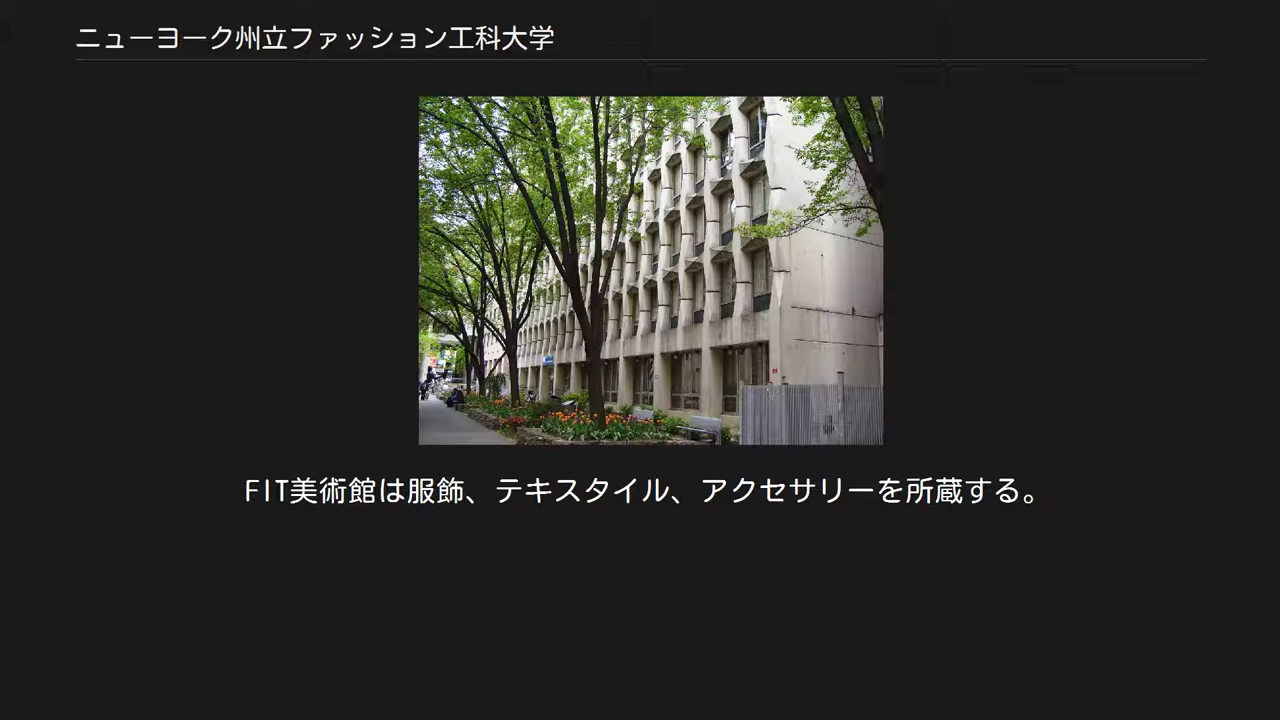 ニューヨーク州立ファッション工科大学
FIT美術館は服飾、テキスタイル、アクセサリーを所蔵する。